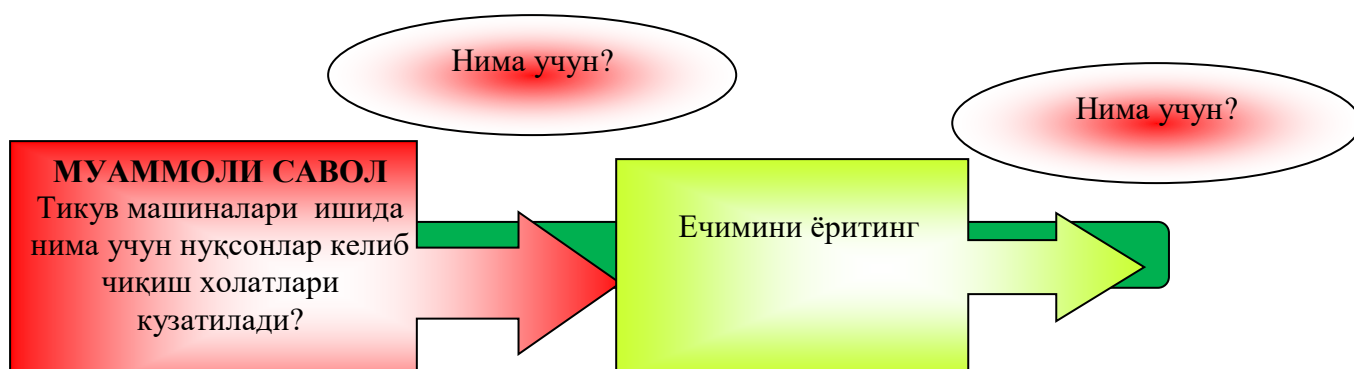 Нима учун?
Нима учун?
МУАММОЛИ САВОЛ
Тикув машиналари ишида
нима учун нуқсонлар келиб
чиқиш холатлари
кузатилади?
Ечимини ёритинг